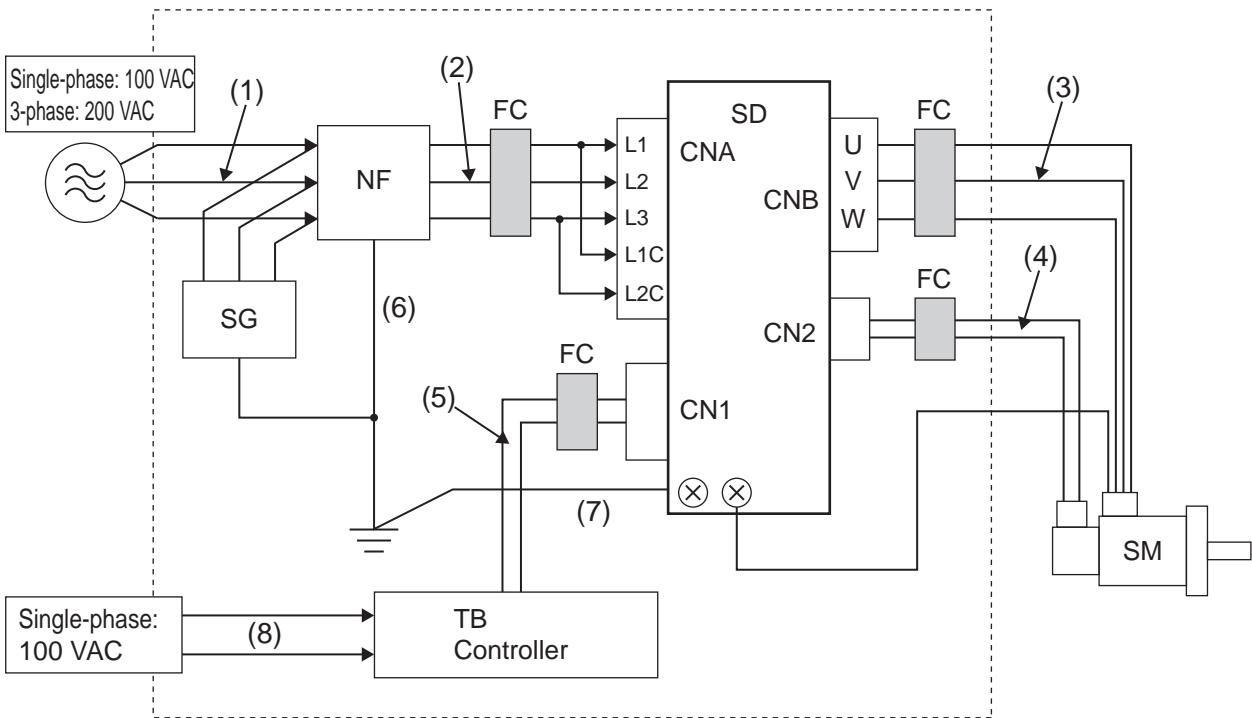 Single-phase: 100 VAC
3-phase: 200 VAC
(1)
(2)
FC
SD
FC
(3)
NF
L1
L2
L3
L1C
L2C
CNA
CNB
U
V
W
SG
(6)
FC
(4)
CN2
FC
(5)
CN1
(7)
SM
Single-phase:
100 VAC
(8)
TB
Controller